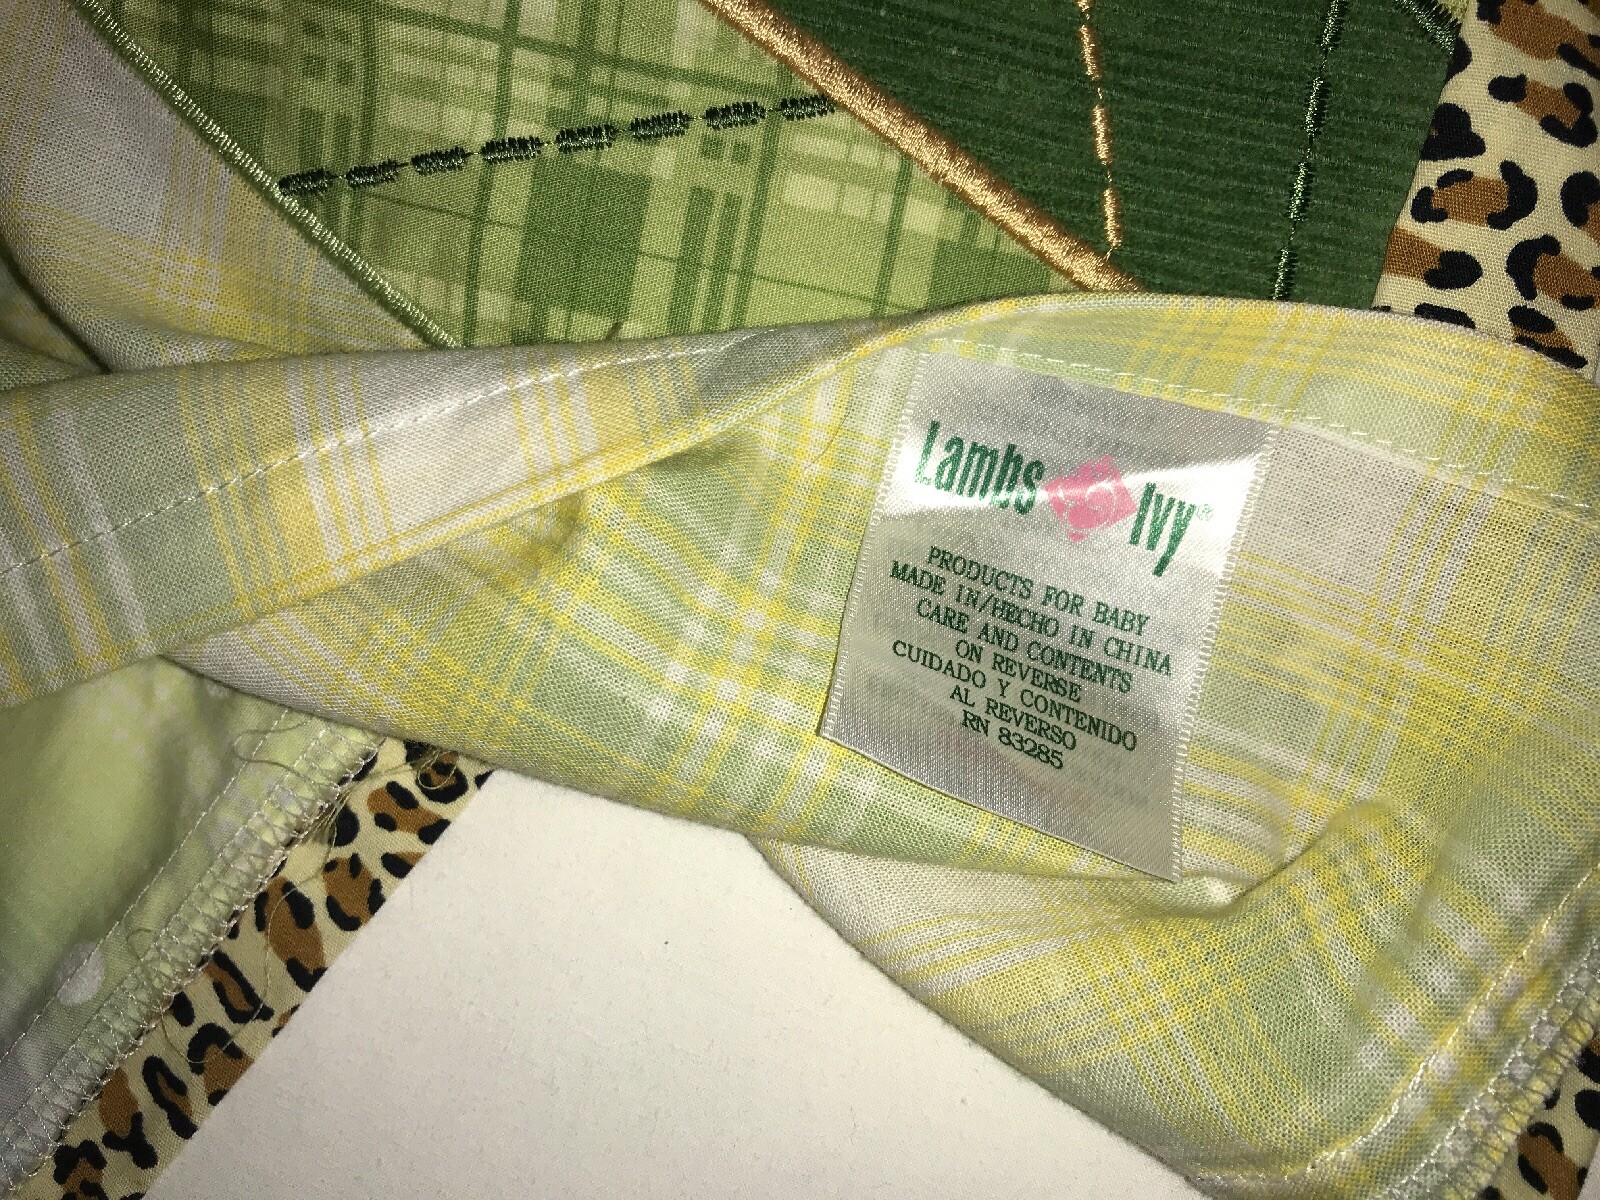 Lambs Ivy®
PRODUCTS FOR BABY
MADE IN/HECHO IN CHINA
CARE AND CONTENTS
ON REVERSE
CUIDADO Y CONTENIDO
AL REVERSO
RN 83285